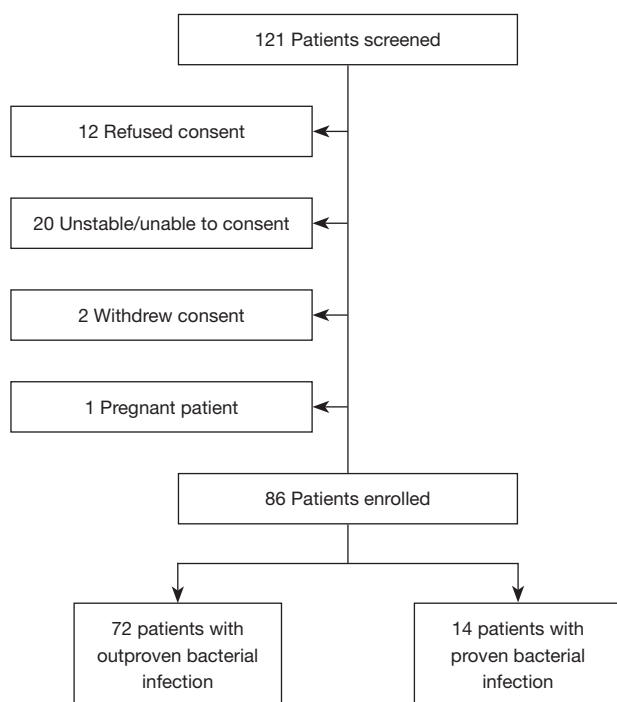 121 Patients screened
12 Refused consent
20 Unstable/unable to consent
2 Withdrew consent
1 Pregnant patient
86 Patients enrolled
72 patients with
outproven bacterial
infection
14 patients with
proven bacterial
infection